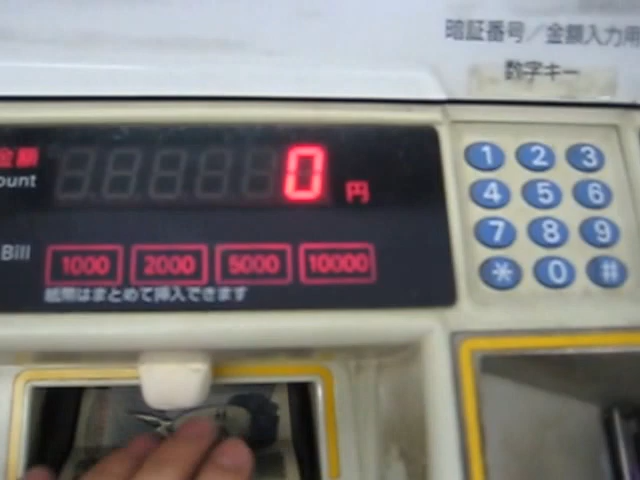 暗証番号／金額入力用
数字キー
金額
ount
0 円
1 2 3
4 5 6
7 8 9
* 0 #
Bill
1000 2000 5000 10000
紙幣はまとめて挿入できます